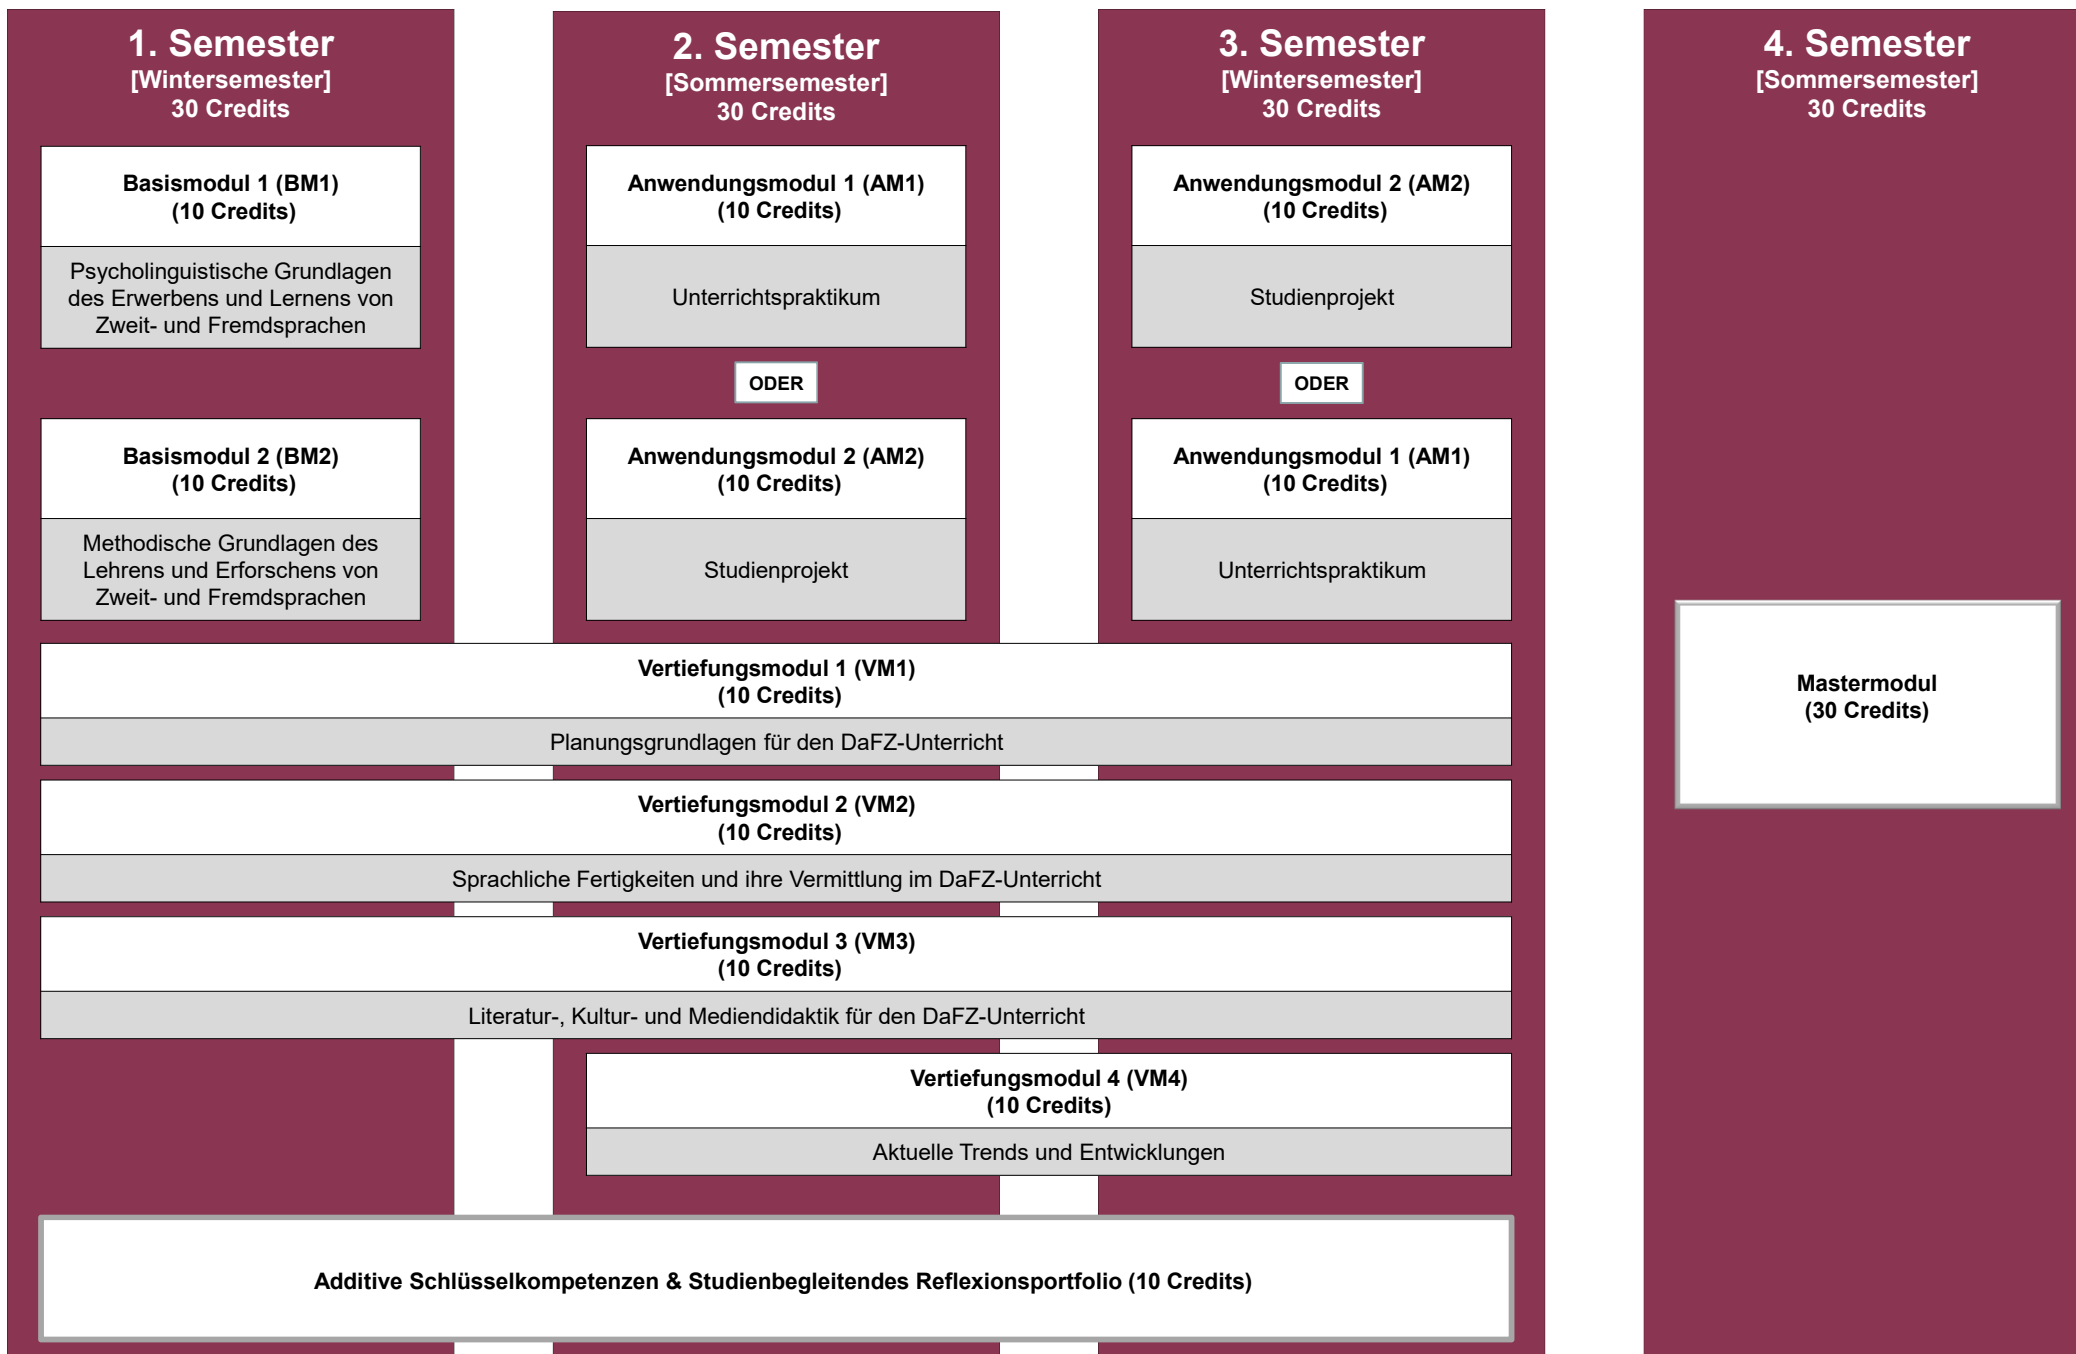 1. Semester
[Wintersemester]
30 Credits
Basismodul 1 (BM1)
(10 Credits)
Psycholinguistische Grundlagen
des Erwerbens und Lernens von
Zweit- und Fremdsprachen
Basismodul 2 (BM2)
(10 Credits)
Methodische Grundlagen des
Lehrens und Erforschens von
Zweit- und Fremdsprachen
2. Semester
[Sommersemester]
30 Credits
Anwendungsmodul 1 (AM1)
(10 Credits)
Unterrichtspraktikum
ODER
Anwendungsmodul 2 (AM2)
(10 Credits)
Studienprojekt
3. Semester
[Wintersemester]
30 Credits
Anwendungsmodul 2 (AM2)
(10 Credits)
Studienprojekt
ODER
Anwendungsmodul 1 (AM1)
(10 Credits)
Unterrichtspraktikum
Vertiefungsmodul 1 (VM1)
(10 Credits)
Planungsgrundlagen für den DaFZ-Unterricht
Vertiefungsmodul 2 (VM2)
(10 Credits)
Sprachliche Fertigkeiten und ihre Vermittlung im DaFZ-Unterricht
Vertiefungsmodul 3 (VM3)
(10 Credits)
Literatur-, Kultur- und Mediendidaktik für den DaFZ-Unterricht
Vertiefungsmodul 4 (VM4)
(10 Credits)
Aktuelle Trends und Entwicklungen
Additive Schlüsselkompetenzen & Studienbegleitendes Reflexionsportfolio (10 Credits)
4. Semester
[Sommersemester]
30 Credits
Mastermodul
(30 Credits)